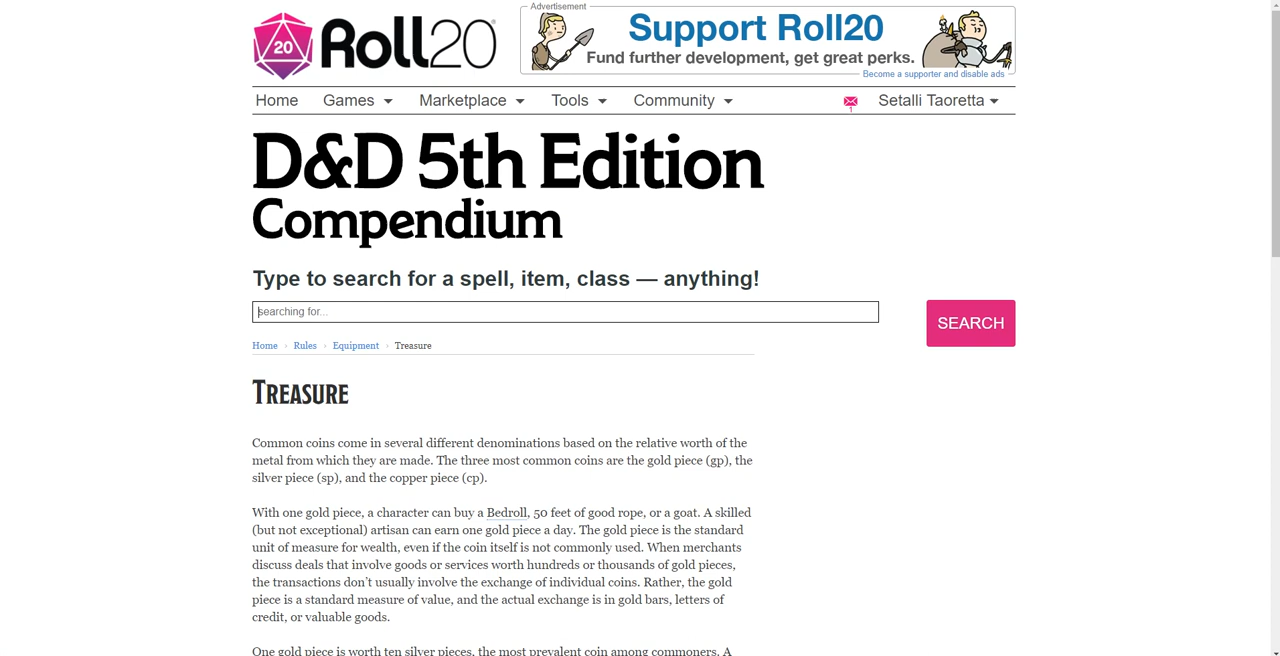 Advertisement
20 Roll20®
Support Roll20
Fund further development, get great perks.
Become a supporter and disable ads
Home Games Marketplace Tools Community 1 Setalli Taoretta
D&D 5th Edition
Compendium
Type to search for a spell, item, class — anything!
searching for...
SEARCH
Home › Rules › Equipment › Treasure
Treasure
Common coins come in several different denominations based on the relative worth of the
metal from which they are made. The three most common coins are the gold piece (gp), the
silver piece (sp), and the copper piece (cp).
With one gold piece, a character can buy a Bedroll, 50 feet of good rope, or a goat. A skilled
(but not exceptional) artisan can earn one gold piece a day. The gold piece is the standard
unit of measure for wealth, even if the coin itself is not commonly used. When merchants
discuss deals that involve goods or services worth hundreds or thousands of gold pieces,
the transactions don't usually involve the exchange of individual coins. Rather, the gold
piece is a standard measure of value, and the actual exchange is in gold bars, letters of
credit, or valuable goods.
One gold piece is worth ten silver pieces, the most prevalent coin among commoners. A